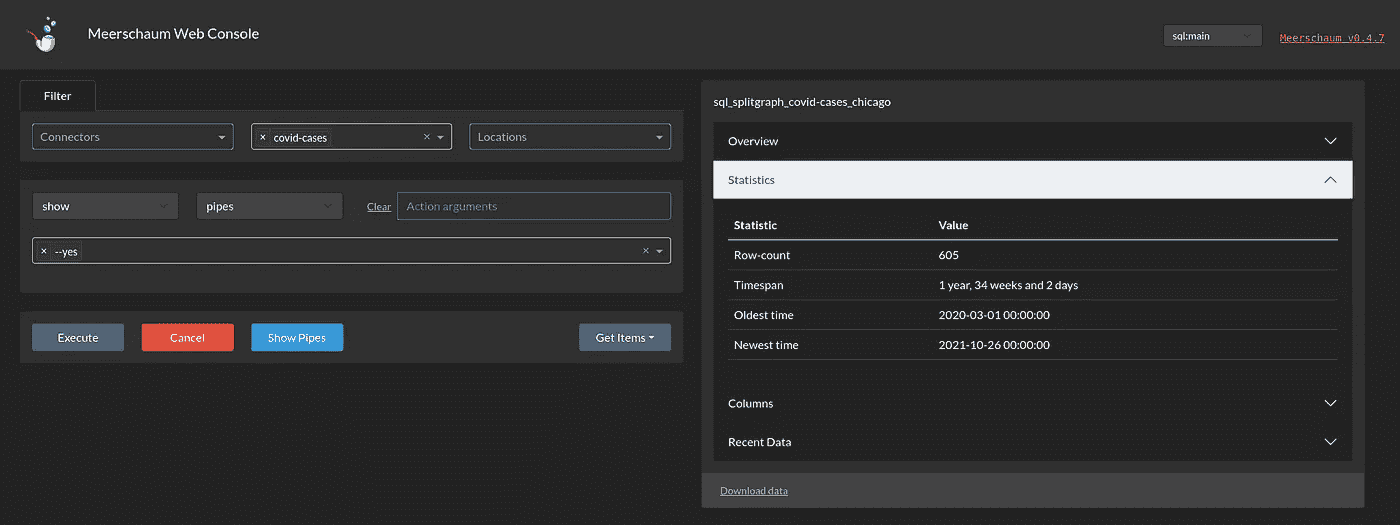 Meerschaum Web Console
sql:main
Meerschaum v0.4.7
Filter
Connectors
× covid-cases ×
Locations
show
pipes
Clear
Action arguments
× --yes ×
Execute
Cancel
Show Pipes
Get Items
sql_splitgraph_covid-cases_chicago
Overview
Statistics
Statistic Value
Row-count 605
Timespan 1 year, 34 weeks and 2 days
Oldest time 2020-03-01 00:00:00
Newest time 2021-10-26 00:00:00
Columns
Recent Data
Download data